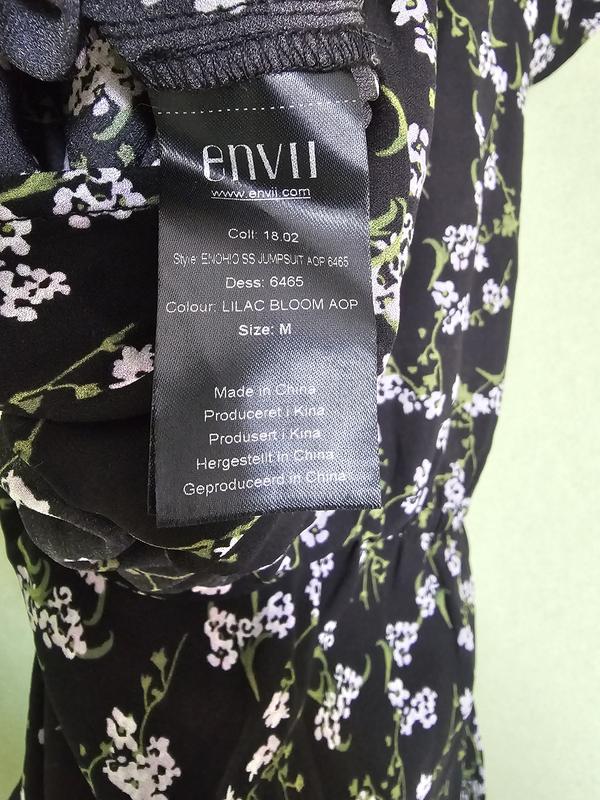 envii
www.envii.com
Coll: 18.02
Style: ENOHIO SS JUMPSUIT AOP 6465
Dess: 6465
Colour: LILAC BLOOM AOP
Size: M
Made in China
Produceret i Kina
Produsert i Kina
Hergestellt in China
Geproduceerd in China